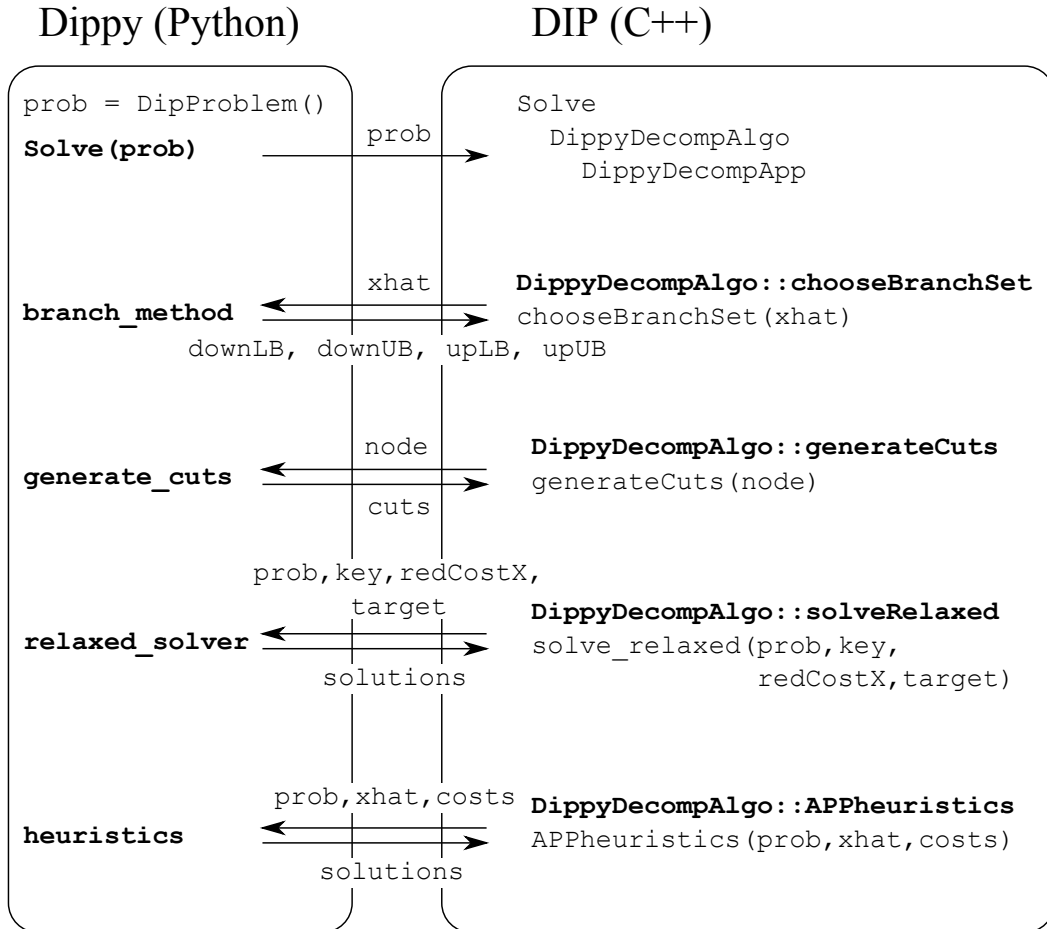 Dippy (Python)
DIP (C++)
prob = DipProblem()
Solve(prob)
prob
Solve
DippyDecompAlgo
DippyDecompApp
xhat
branch_method
downLB, downUB, upLB, upUB
DippyDecompAlgo::chooseBranchSet
chooseBranchSet(xhat)
node
generate_cuts
cuts
DippyDecompAlgo::generateCuts
generateCuts(node)
prob,key,redCostX,
target
relaxed_solver
solutions
DippyDecompAlgo::solveRelaxed
solve_relaxed(prob,key,
redCostX,target)
prob,xhat,costs
heuristics
solutions
DippyDecompAlgo::APPheuristics
APPheuristics(prob,xhat,costs)